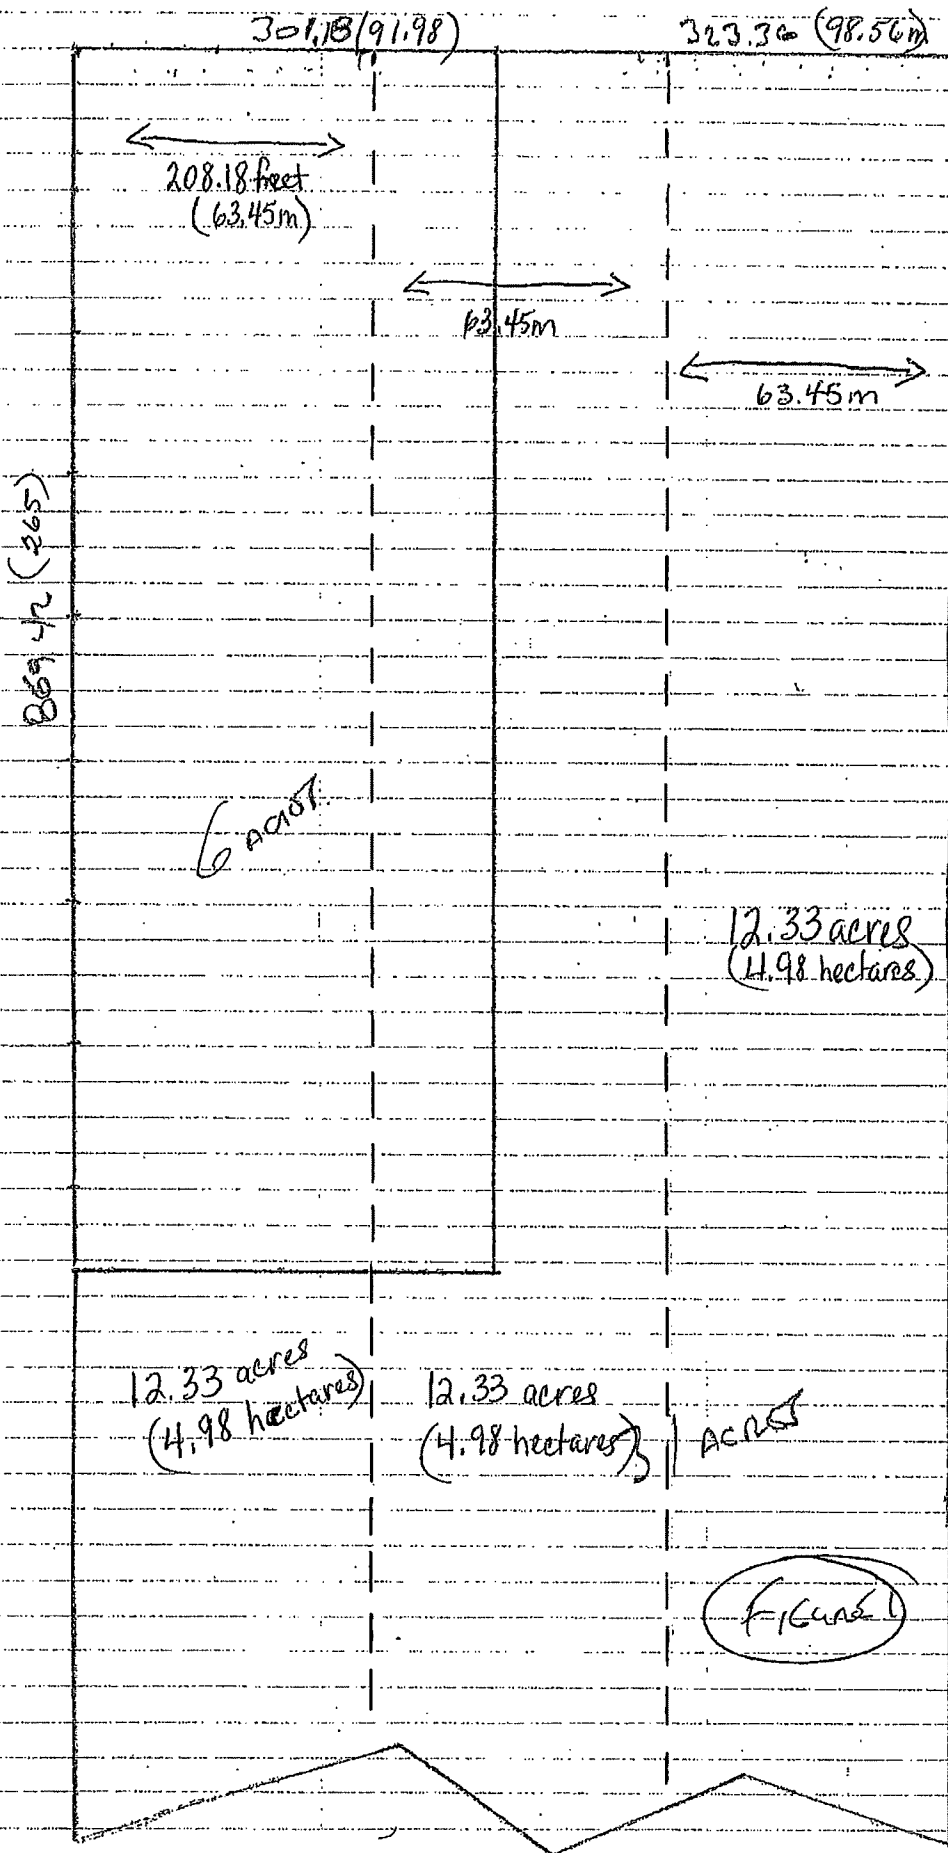 301.18 (91.98)
323.36 (98.56m)
208.18 feet
(63.45m)
63.45m
63.45m
(265)
6
12.33 acres
(4.98 hectares)
12.33 acres
(4.98 hectares)
12.33 acres
(4.98 hectares)
31 ACRES
FIGURE 1